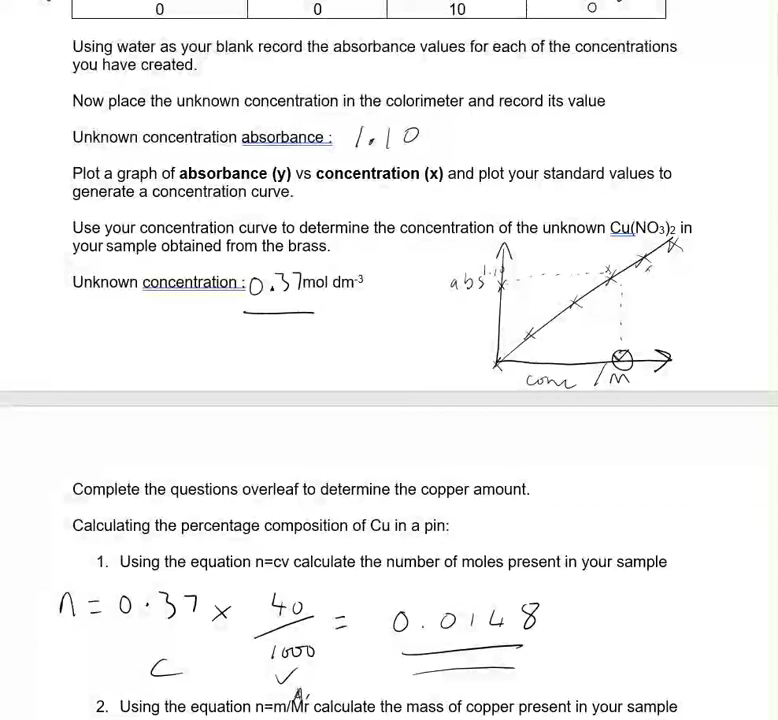 0 0 10 0
Using water as your blank record the absorbance values for each of the concentrations
you have created.
Now place the unknown concentration in the colorimeter and record its value
Unknown concentration absorbance : 1.10
Plot a graph of absorbance (y) vs concentration (x) and plot your standard values to
generate a concentration curve.
Use your concentration curve to determine the concentration of the unknown Cu(NO3)2 in
your sample obtained from the brass.
Unknown concentration : 0.37 mol dm-3
abs 1.10
conc / M
Complete the questions overleaf to determine the copper amount.
Calculating the percentage composition of Cu in a pin:
1. Using the equation n=cv calculate the number of moles present in your sample
n = 0.37 x 40/1000 = 0.0148
C V
Ar
2. Using the equation n=m/Mr calculate the mass of copper present in your sample